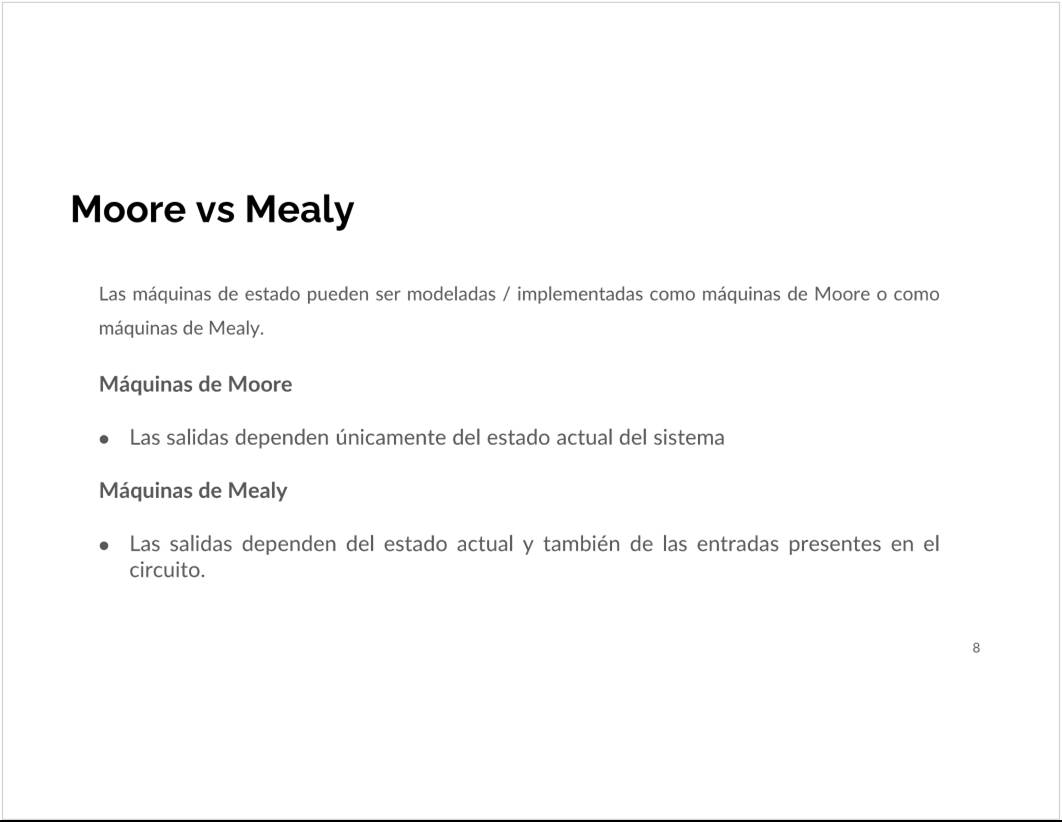 Moore vs Mealy
Las máquinas de estado pueden ser modeladas / implementadas como máquinas de Moore o como
máquinas de Mealy.
Máquinas de Moore
● Las salidas dependen únicamente del estado actual del sistema
Máquinas de Mealy
● Las salidas dependen del estado actual y también de las entradas presentes en el
circuito.
8